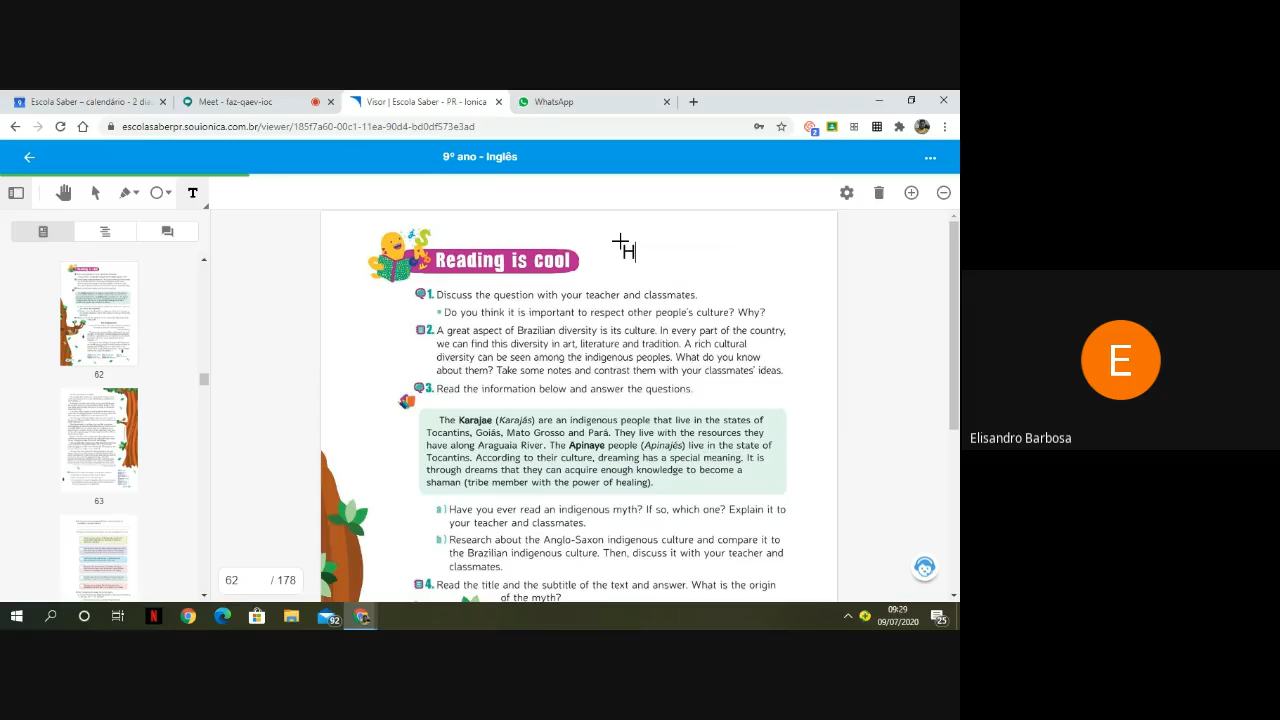 Escola Saber – calendário - 2 dia
Meet - faz-qaev-ioc
Visor | Escola Saber - PR - Ionica
WhatsApp
escolasaberpr.souionica.com.br/viewer/185f7a60-00c1-11ea-90d4-bd0df573e3ad
2
9º ano - Inglês
T
H
Reading is cool
1. Discuss the questions with your teacher and classmates.
Do you think it is important to respect other people's culture? Why?
2. A great aspect of Brazilian diversity is its culture. In every part of the country,
we can find this diversity in art, literature and tradition. A rich cultural
diversity can be seen among the indigenous peoples. What do you know
about them? Take some notes and contrast them with your classmates' ideas.
3. Read the information below and answer the questions.
The Karajae (Karajás) are an indigenous people that live in the states of
Tocantins, Goiás, Mato Grosso and Pará. They live with the resources they
have along Araguaia River. The Apinaye people (Apinajés) live in the state of
Tocantins. According to their culture, dreaming has a special meaning. It is
through dreams that they acquire enough knowledge to become a
shaman (tribe member with the power of healing).
a) Have you ever read an indigenous myth? If so, which one? Explain it to
your teacher and classmates.
b) Research about the Anglo-Saxon indigenous culture and compare it to
the Brazilian indigenous culture. Then, discuss it with your teacher and
classmates.
4. Read the title and subtitle of the text and answer. What is the origin
of the myth?
62
63
62 / 178
E
Elisandro Barbosa
92
09:29
09/07/2020
25